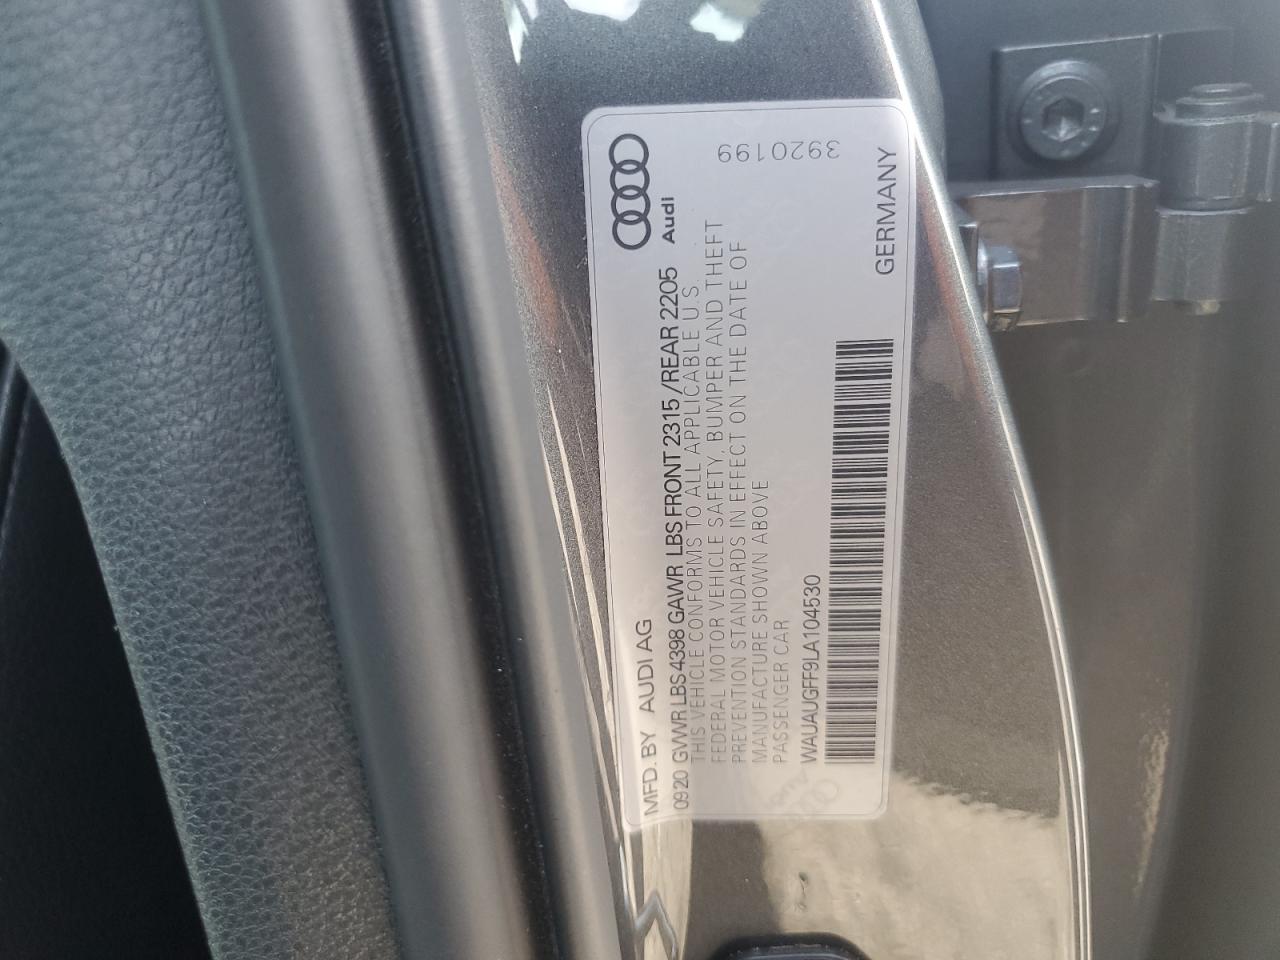 3920199
Audi
MFD. BY AUDI AG
0920 GVWR LBS 4398 GAWR LBS FRONT 2315 / REAR 2205
THIS VEHICLE CONFORMS TO ALL APPLICABLE U S
FEDERAL MOTOR VEHICLE SAFETY, BUMPER AND THEFT
PREVENTION STANDARDS IN EFFECT ON THE DATE OF
MANUFACTURE SHOWN ABOVE
PASSENGER CAR
WAUAUGFF9LA104530
GERMANY